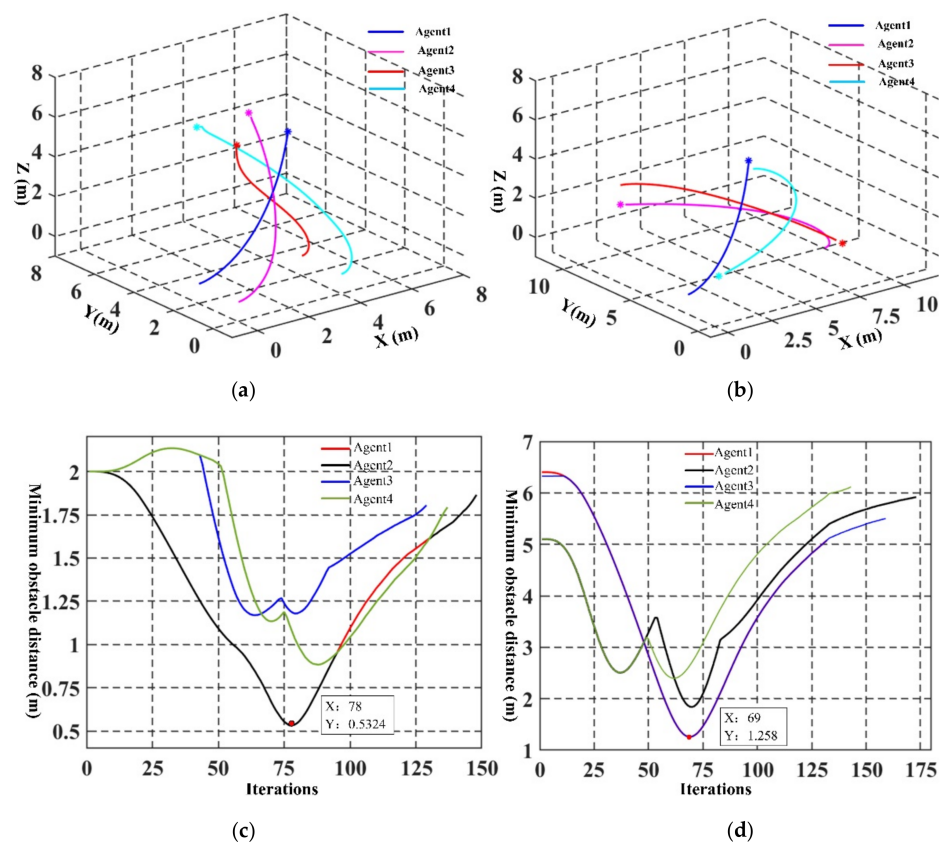 Agent1
Agent2
Agent3
Agent4
8
6
4
2
0
Z (m)
8
6
4
2
0
Y(m)
0
2
4
6
8
X (m)
(a)
Agent1
Agent2
Agent3
Agent4
8
6
4
2
0
Z (m)
10
5
0
Y(m)
0
2.5
5
7.5
10
X (m)
(b)
Agent1
Agent2
Agent3
Agent4
2
1.75
1.5
1.25
1
0.75
0.5
Minimum obstacle distance (m)
X: 78
Y: 0.5324
0 25 50 75 100 125 150
Iterations
(c)
Agent1
Agent2
Agent3
Agent4
7
6
5
4
3
2
1
Minimum obstacle distance (m)
X: 69
Y: 1.258
0 25 50 75 100 125 150 175
Iterations
(d)